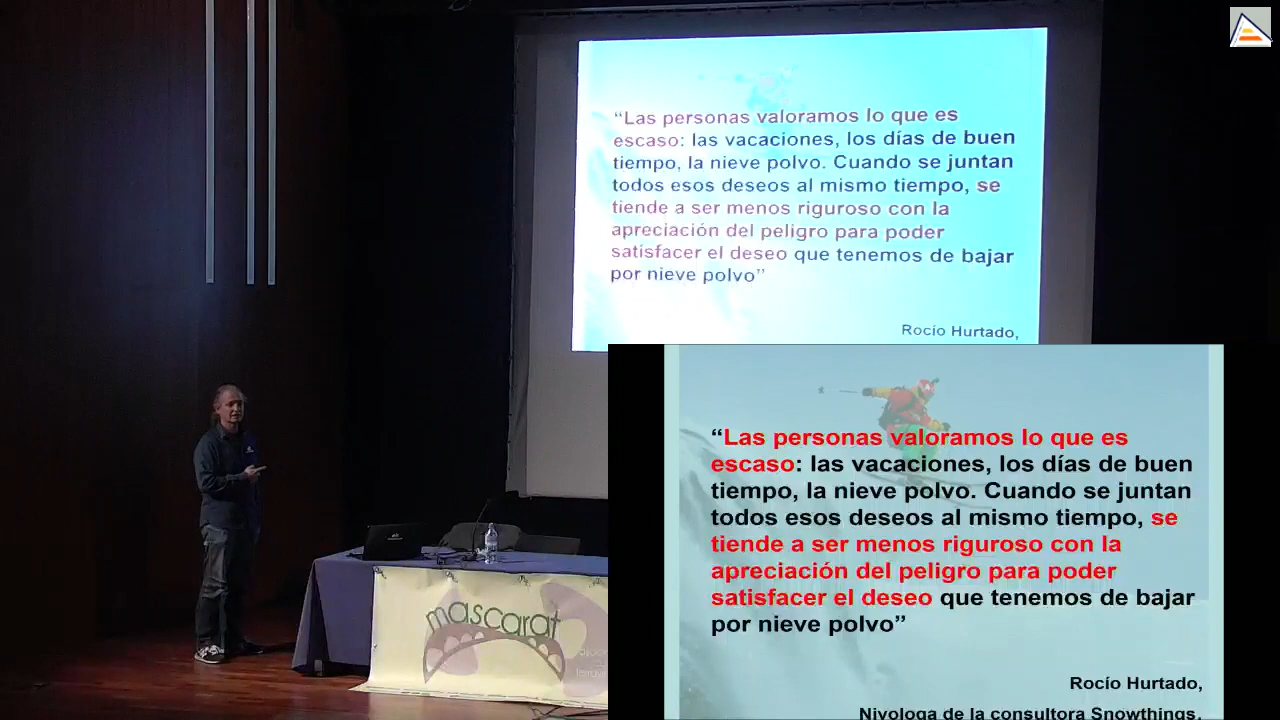 “Las personas valoramos lo que es
escaso: las vacaciones, los días de buen
tiempo, la nieve polvo. Cuando se juntan
todos esos deseos al mismo tiempo, se
tiende a ser menos riguroso con la
apreciación del peligro para poder
satisfacer el deseo que tenemos de bajar
por nieve polvo”
Rocío Hurtado,
mascarat
“Las personas valoramos lo que es
escaso: las vacaciones, los días de buen
tiempo, la nieve polvo. Cuando se juntan
todos esos deseos al mismo tiempo, se
tiende a ser menos riguroso con la
apreciación del peligro para poder
satisfacer el deseo que tenemos de bajar
por nieve polvo”
Rocío Hurtado,
Nivologa de la consultora Snowthings.